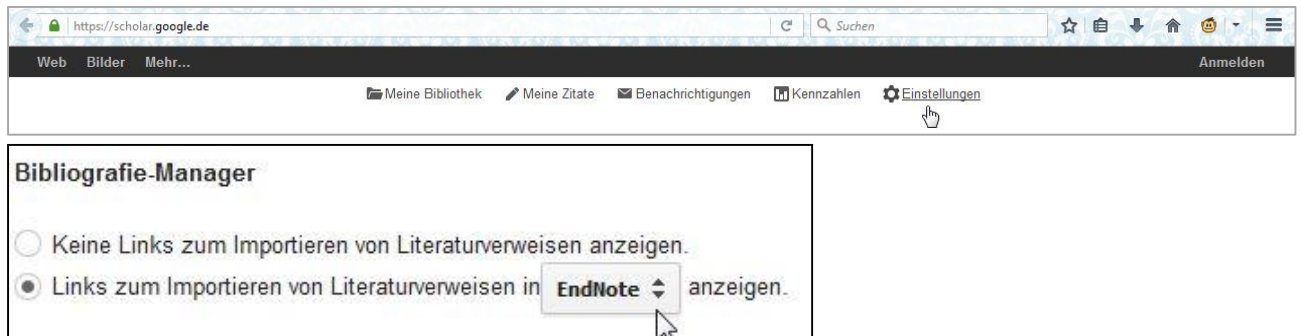 https://scholar.google.de Suchen
Web Bilder Mehr... Anmelden
Meine Bibliothek Meine Zitate Benachrichtigungen Kennzahlen Einstellungen
Bibliografie-Manager
Keine Links zum Importieren von Literaturverweisen anzeigen.
Links zum Importieren von Literaturverweisen in EndNote anzeigen.